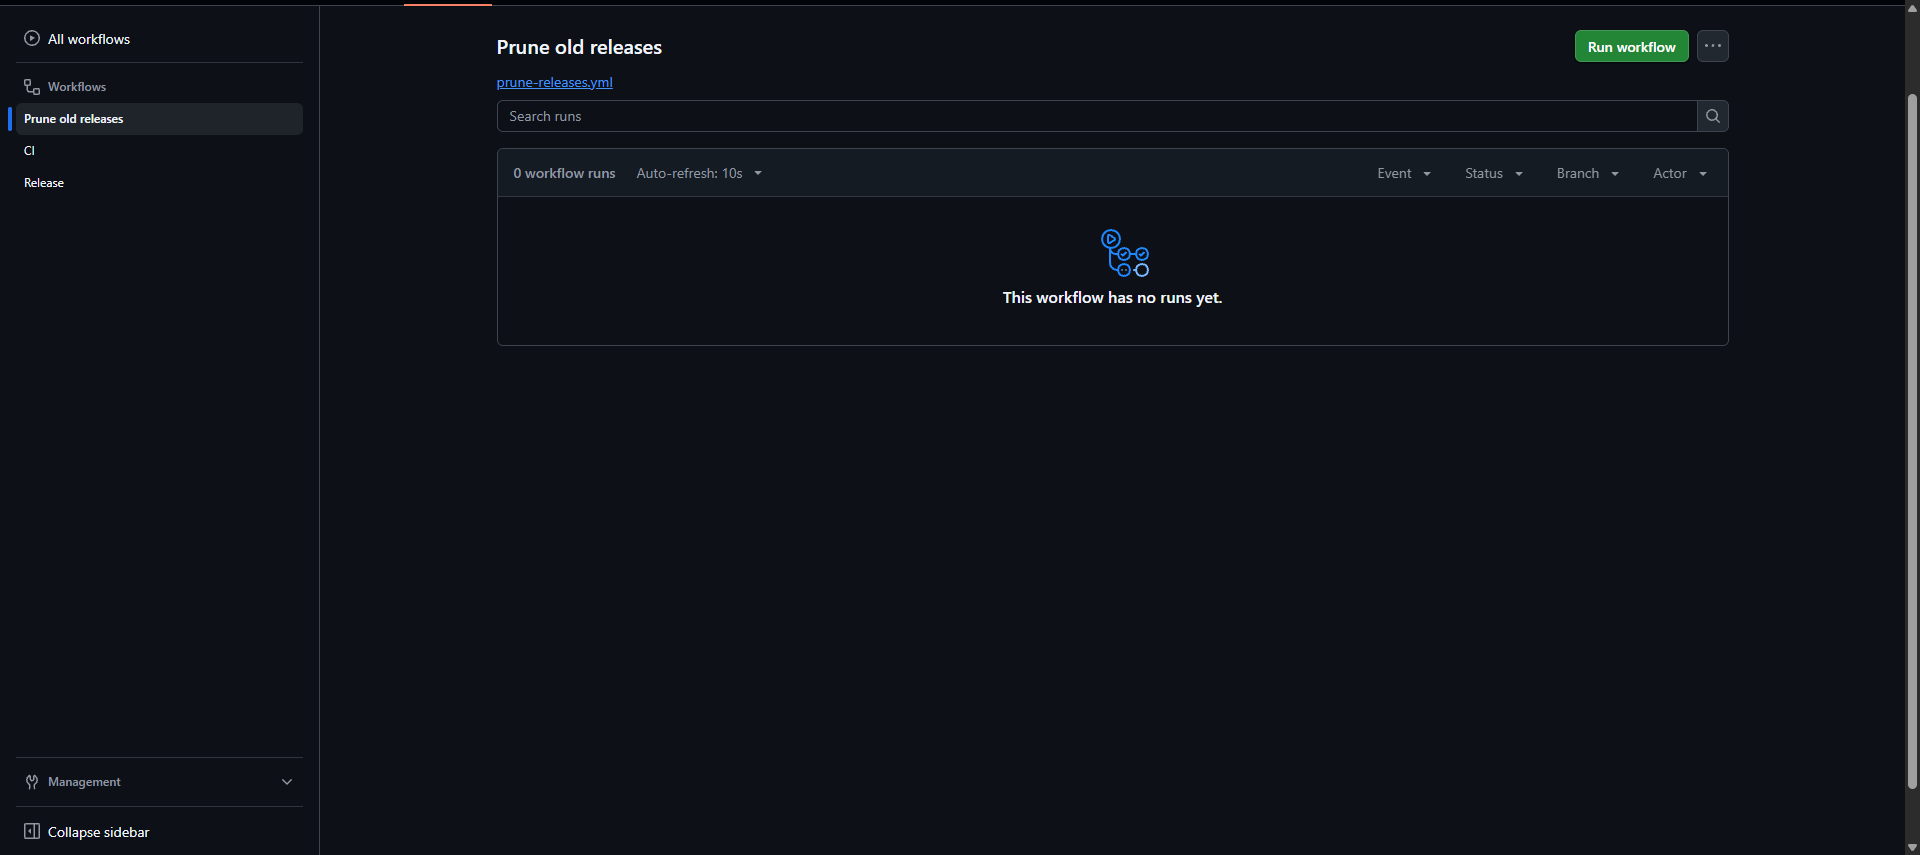 All workflows
Workflows
Prune old releases
CI
Release
Management
Collapse sidebar
Prune old releases
Run workflow
prune-releases.yml
Search runs
0 workflow runs Auto-refresh: 10s Event Status Branch Actor
This workflow has no runs yet.